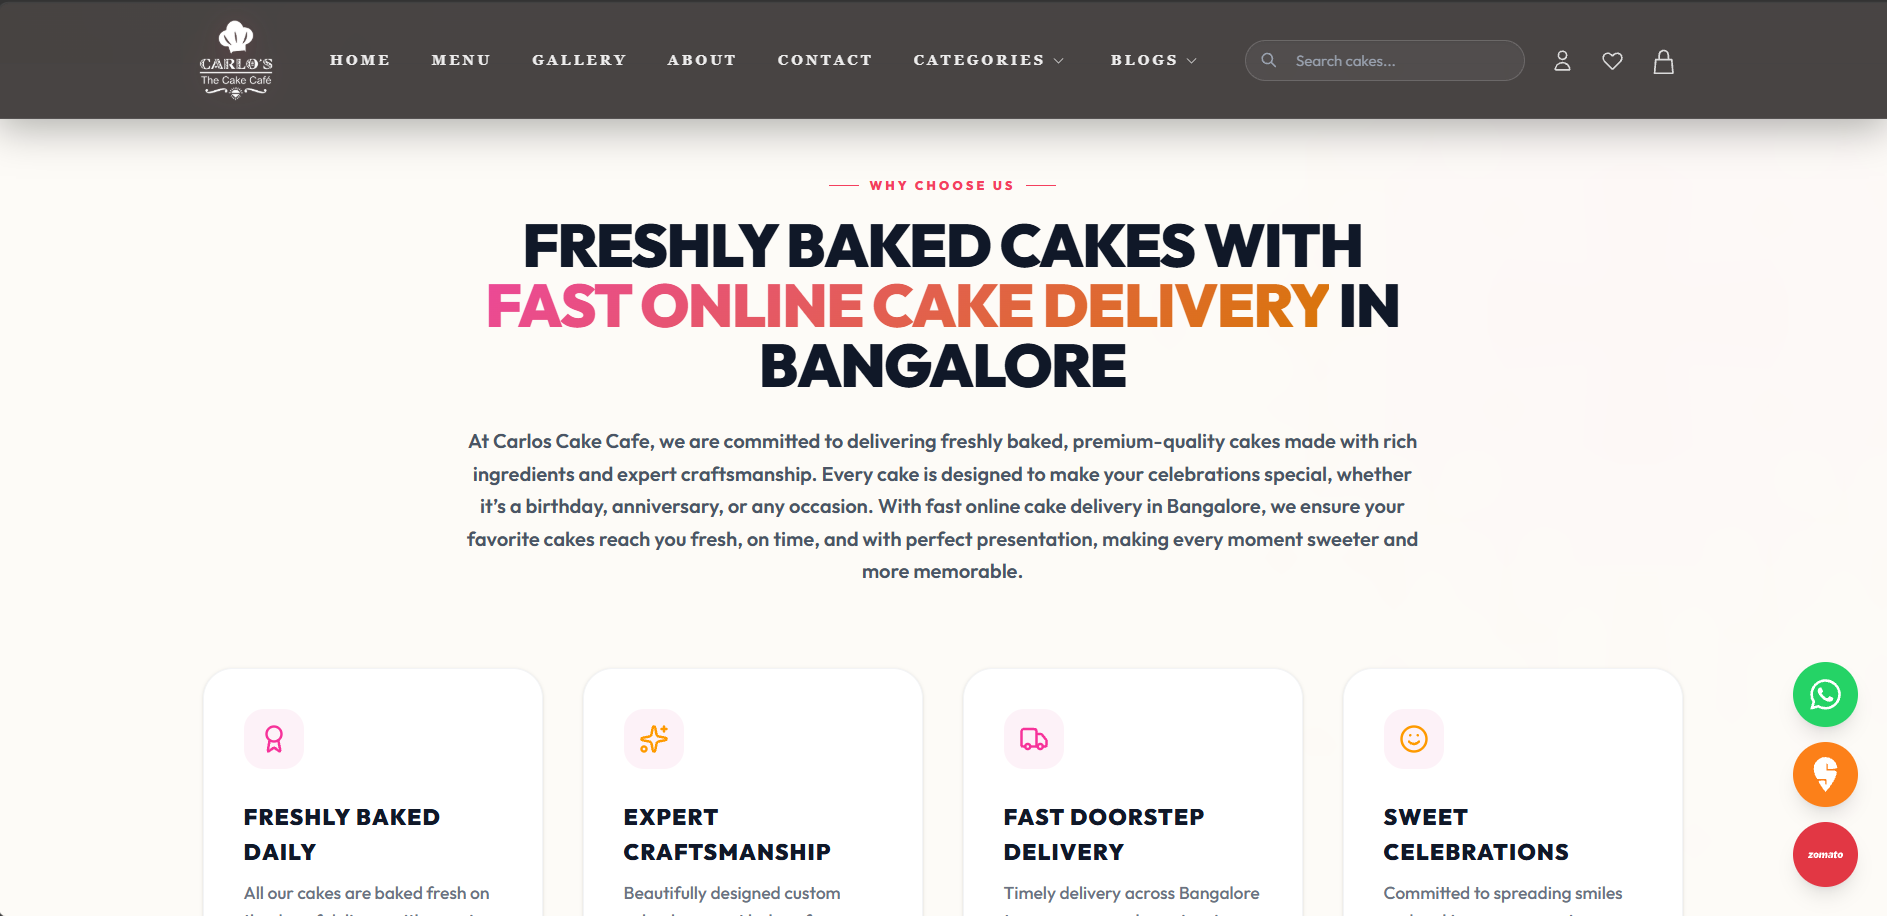 CARLO'S
The Cake Café
HOME MENU GALLERY ABOUT CONTACT CATEGORIES BLOGS
Search cakes...
WHY CHOOSE US
FRESHLY BAKED CAKES WITH
FAST ONLINE CAKE DELIVERY IN
BANGALORE
At Carlos Cake Cafe, we are committed to delivering freshly baked, premium-quality cakes made with rich
ingredients and expert craftsmanship. Every cake is designed to make your celebrations special, whether
it’s a birthday, anniversary, or any occasion. With fast online cake delivery in Bangalore, we ensure your
favorite cakes reach you fresh, on time, and with perfect presentation, making every moment sweeter and
more memorable.
FRESHLY BAKED
DAILY
All our cakes are baked fresh on
EXPERT
CRAFTSMANSHIP
Beautifully designed custom
FAST DOORSTEP
DELIVERY
Timely delivery across Bangalore
SWEET
CELEBRATIONS
Committed to spreading smiles
zomato